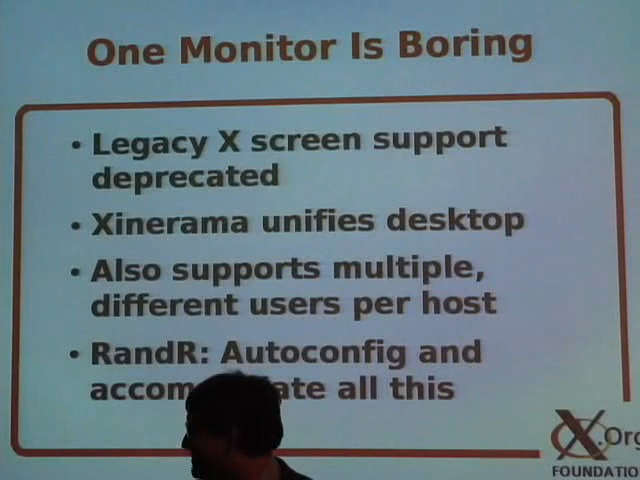 One Monitor Is Boring
• Legacy X screen support
deprecated
• Xinerama unifies desktop
• Also supports multiple,
different users per host
• RandR: Autoconfig and
all this
X.Org
FOUNDATIO